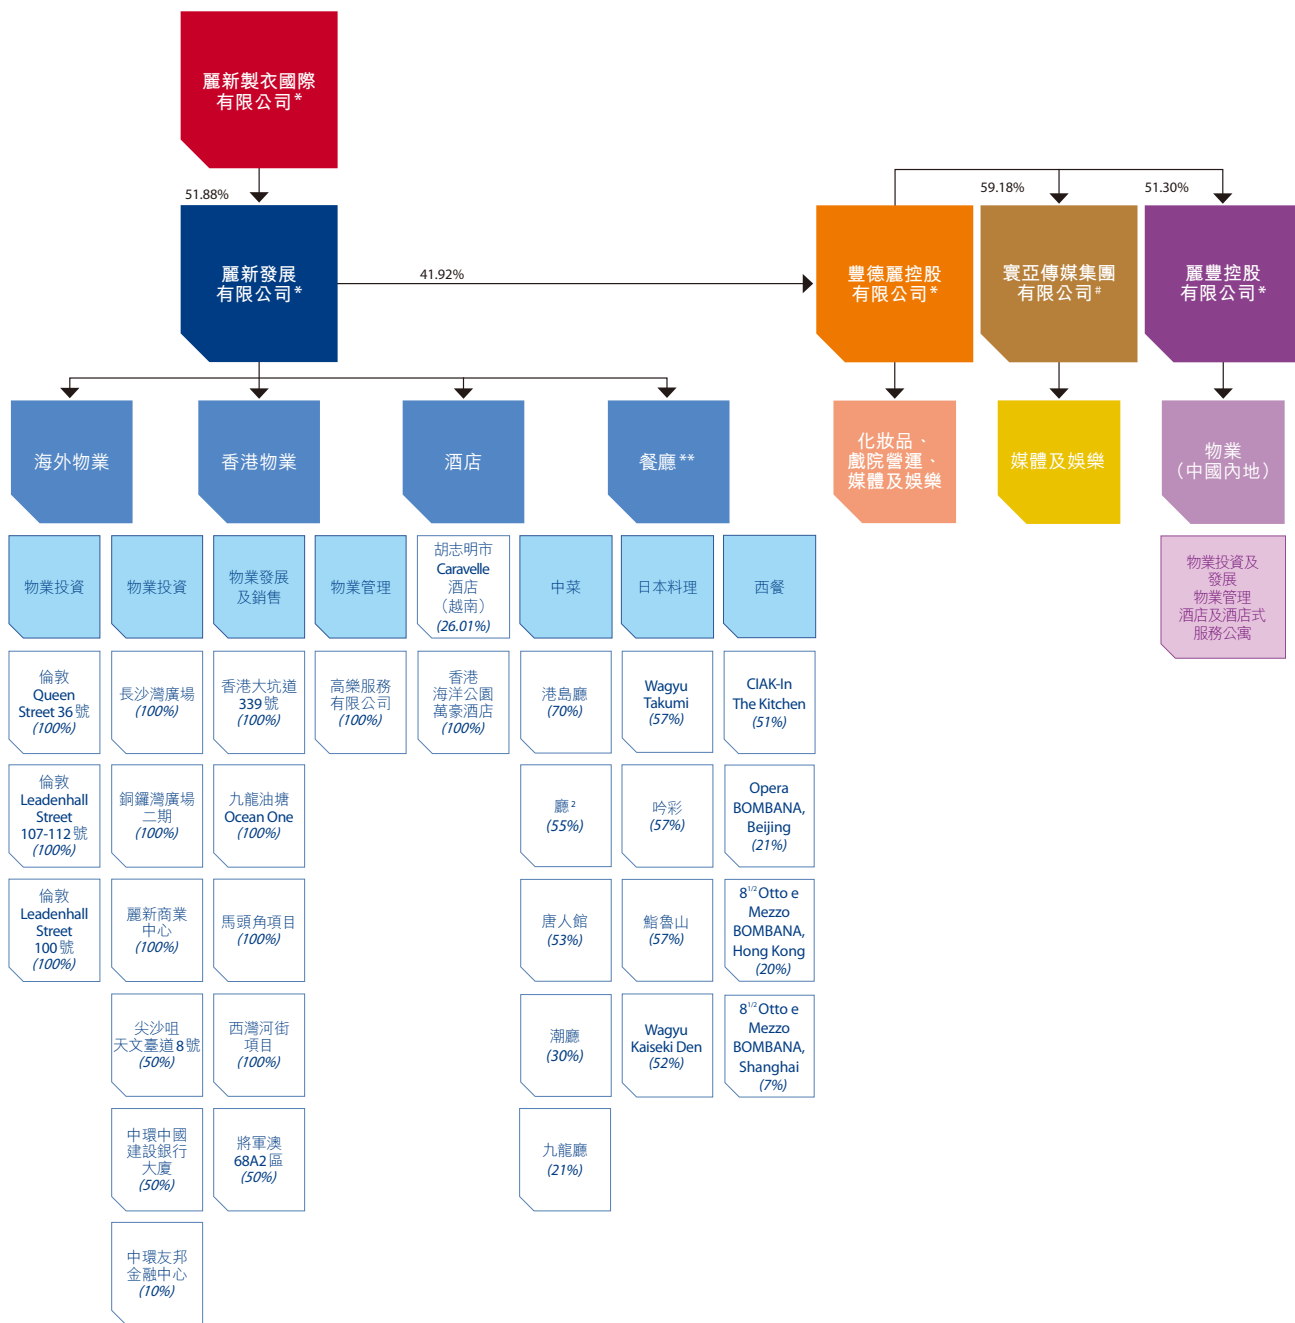 麗新製衣國際
有限公司*
51.88%
59.18%
51.30%
麗新發展
有限公司*
41.92%
豐德麗控股
有限公司*
寰亞傳媒集團
有限公司#
麗豐控股
有限公司*
海外物業
香港物業
酒店
餐廳**
化妝品、
戲院營運、
媒體及娛樂
媒體及娛樂
物業
（中國內地）
物業投資
物業投資
物業發展
及銷售
物業管理
胡志明市
Caravelle
酒店
（越南）
(26.01%)
中菜
日本料理
西餐
物業投資及
發展
物業管理
酒店及酒店式
服務公寓
倫敦
Queen
Street 36號
(100%)
長沙灣廣場
(100%)
香港大坑道
339號
(100%)
高樂服務
有限公司
(100%)
香港
海洋公園
萬豪酒店
(100%)
港島廳
(70%)
Wagyu
Takumi
(57%)
CIAK-In
The Kitchen
(51%)
倫敦
Leadenhall
Street
107-112號
(100%)
銅鑼灣廣場
二期
(100%)
九龍油塘
Ocean One
(100%)
廳²
(55%)
吟彩
(57%)
Opera
BOMBANA,
Beijing
(21%)
倫敦
Leadenhall
Street
100號
(100%)
麗新商業
中心
(100%)
馬頭角項目
(100%)
唐人館
(53%)
鮨魯山
(57%)
8 1/2 Otto e
Mezzo
BOMBANA,
Hong Kong
(20%)
尖沙咀
天文臺道8號
(50%)
西灣河街
項目
(100%)
潮廳
(30%)
Wagyu
Kaiseki Den
(52%)
8 1/2 Otto e
Mezzo
BOMBANA,
Shanghai
(7%)
中環中國
建設銀行
大廈
(50%)
將軍澳
68A2區
(50%)
九龍廳
(21%)
中環友邦
金融中心
(10%)